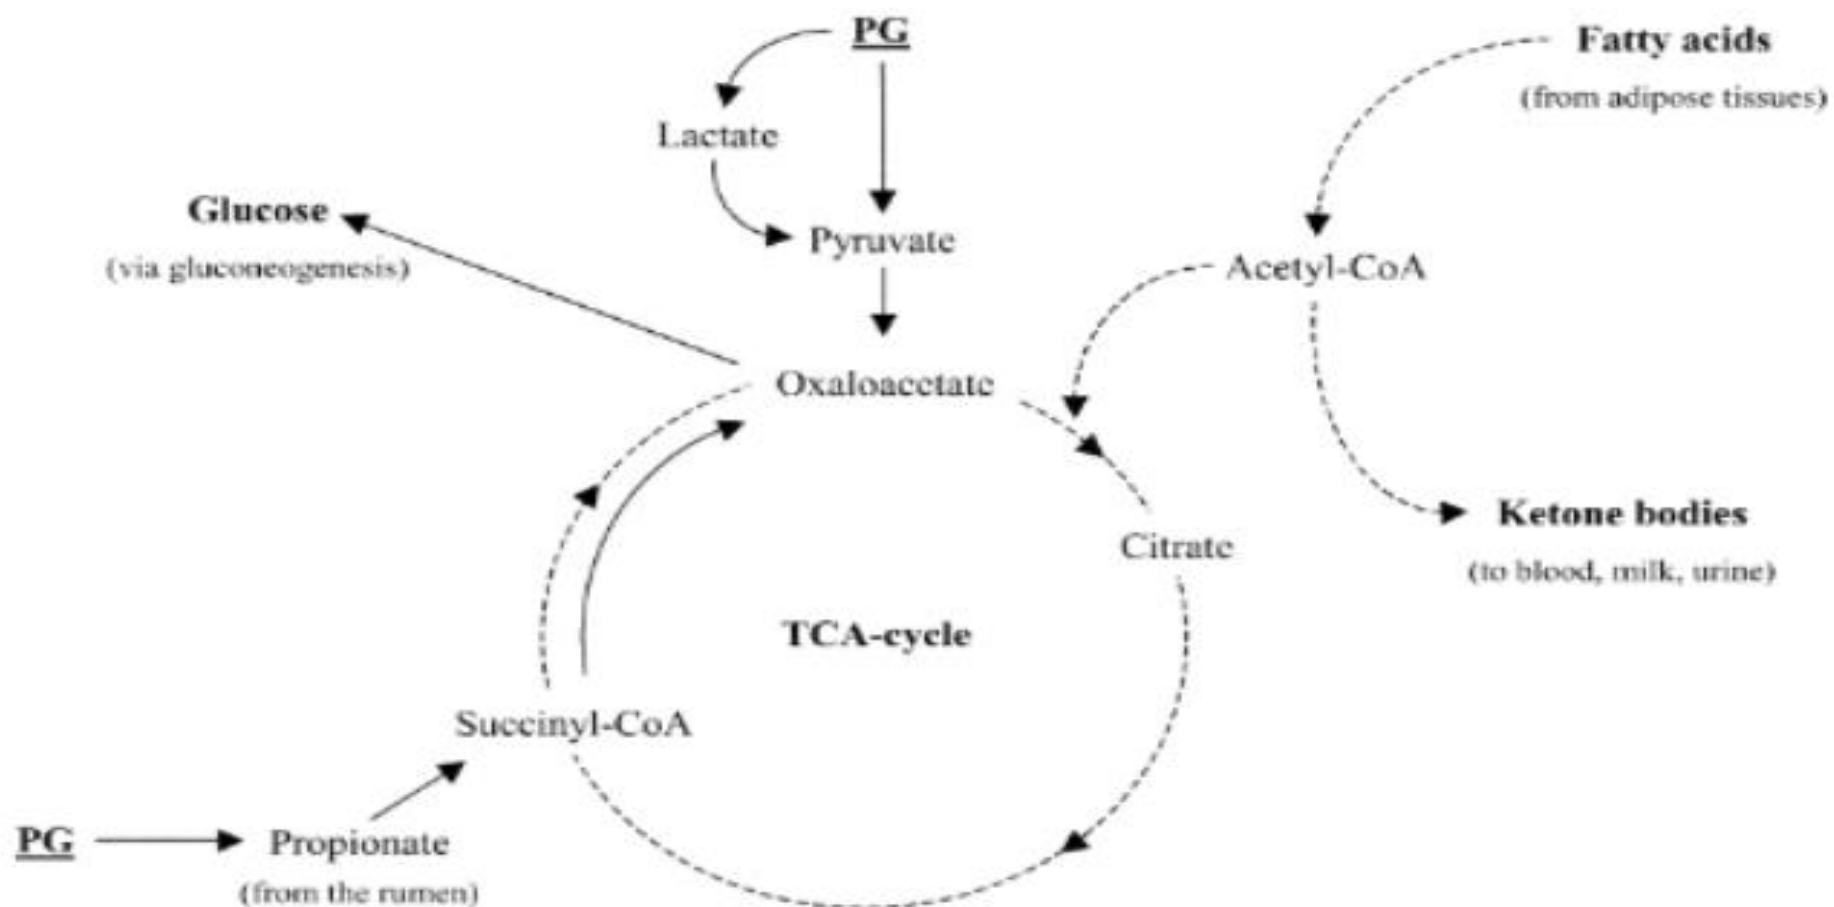 PG
Fatty acids
(from adipose tissues)
Lactate
Glucose
(via gluconeogenesis)
Pyruvate
Acetyl-CoA
Oxaloacetate
Ketone bodies
(to blood, milk, urine)
Citrate
TCA-cycle
Succinyl-CoA
PG
Propionate
(from the rumen)